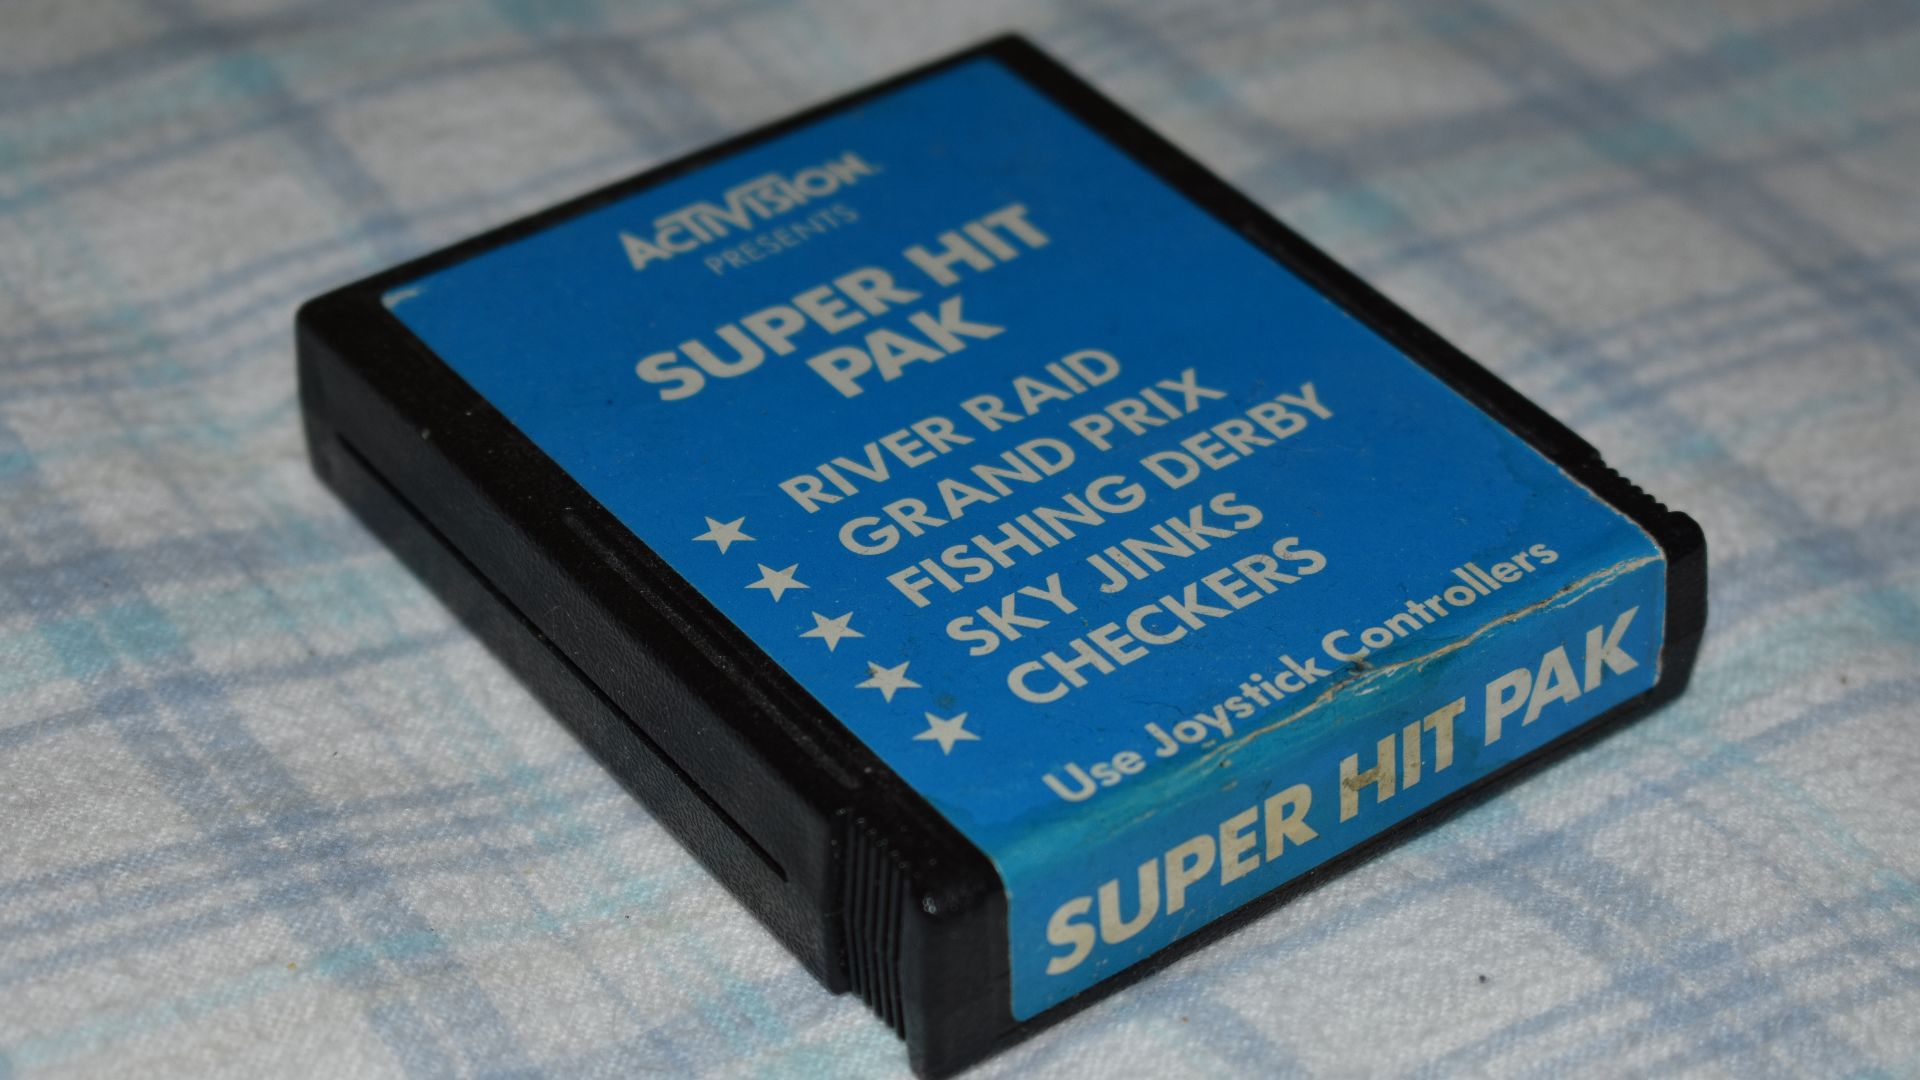 ACTIVISION™
PRESENTS
SUPER HIT
PAK
★ RIVER RAID
★ GRAND PRIX
★ FISHING DERBY
★ SKY JINKS
★ CHECKERS
Use Joystick Controllers
SUPER HIT PAK